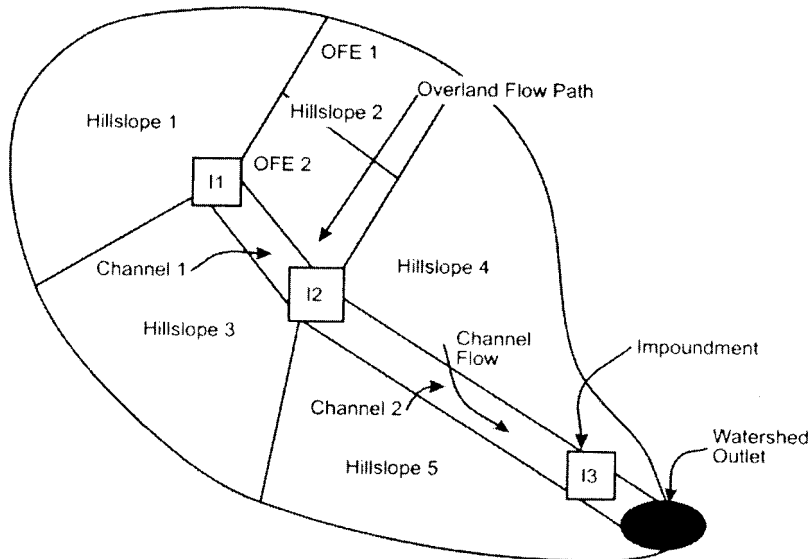 OFE 1
Overland Flow Path
Hillslope 2
Hillslope 1
OFE 2
I1
Channel 1
Hillslope 4
I2
Hillslope 3
Channel
Flow
Impoundment
Channel 2
Watershed
Outlet
Hillslope 5
I3